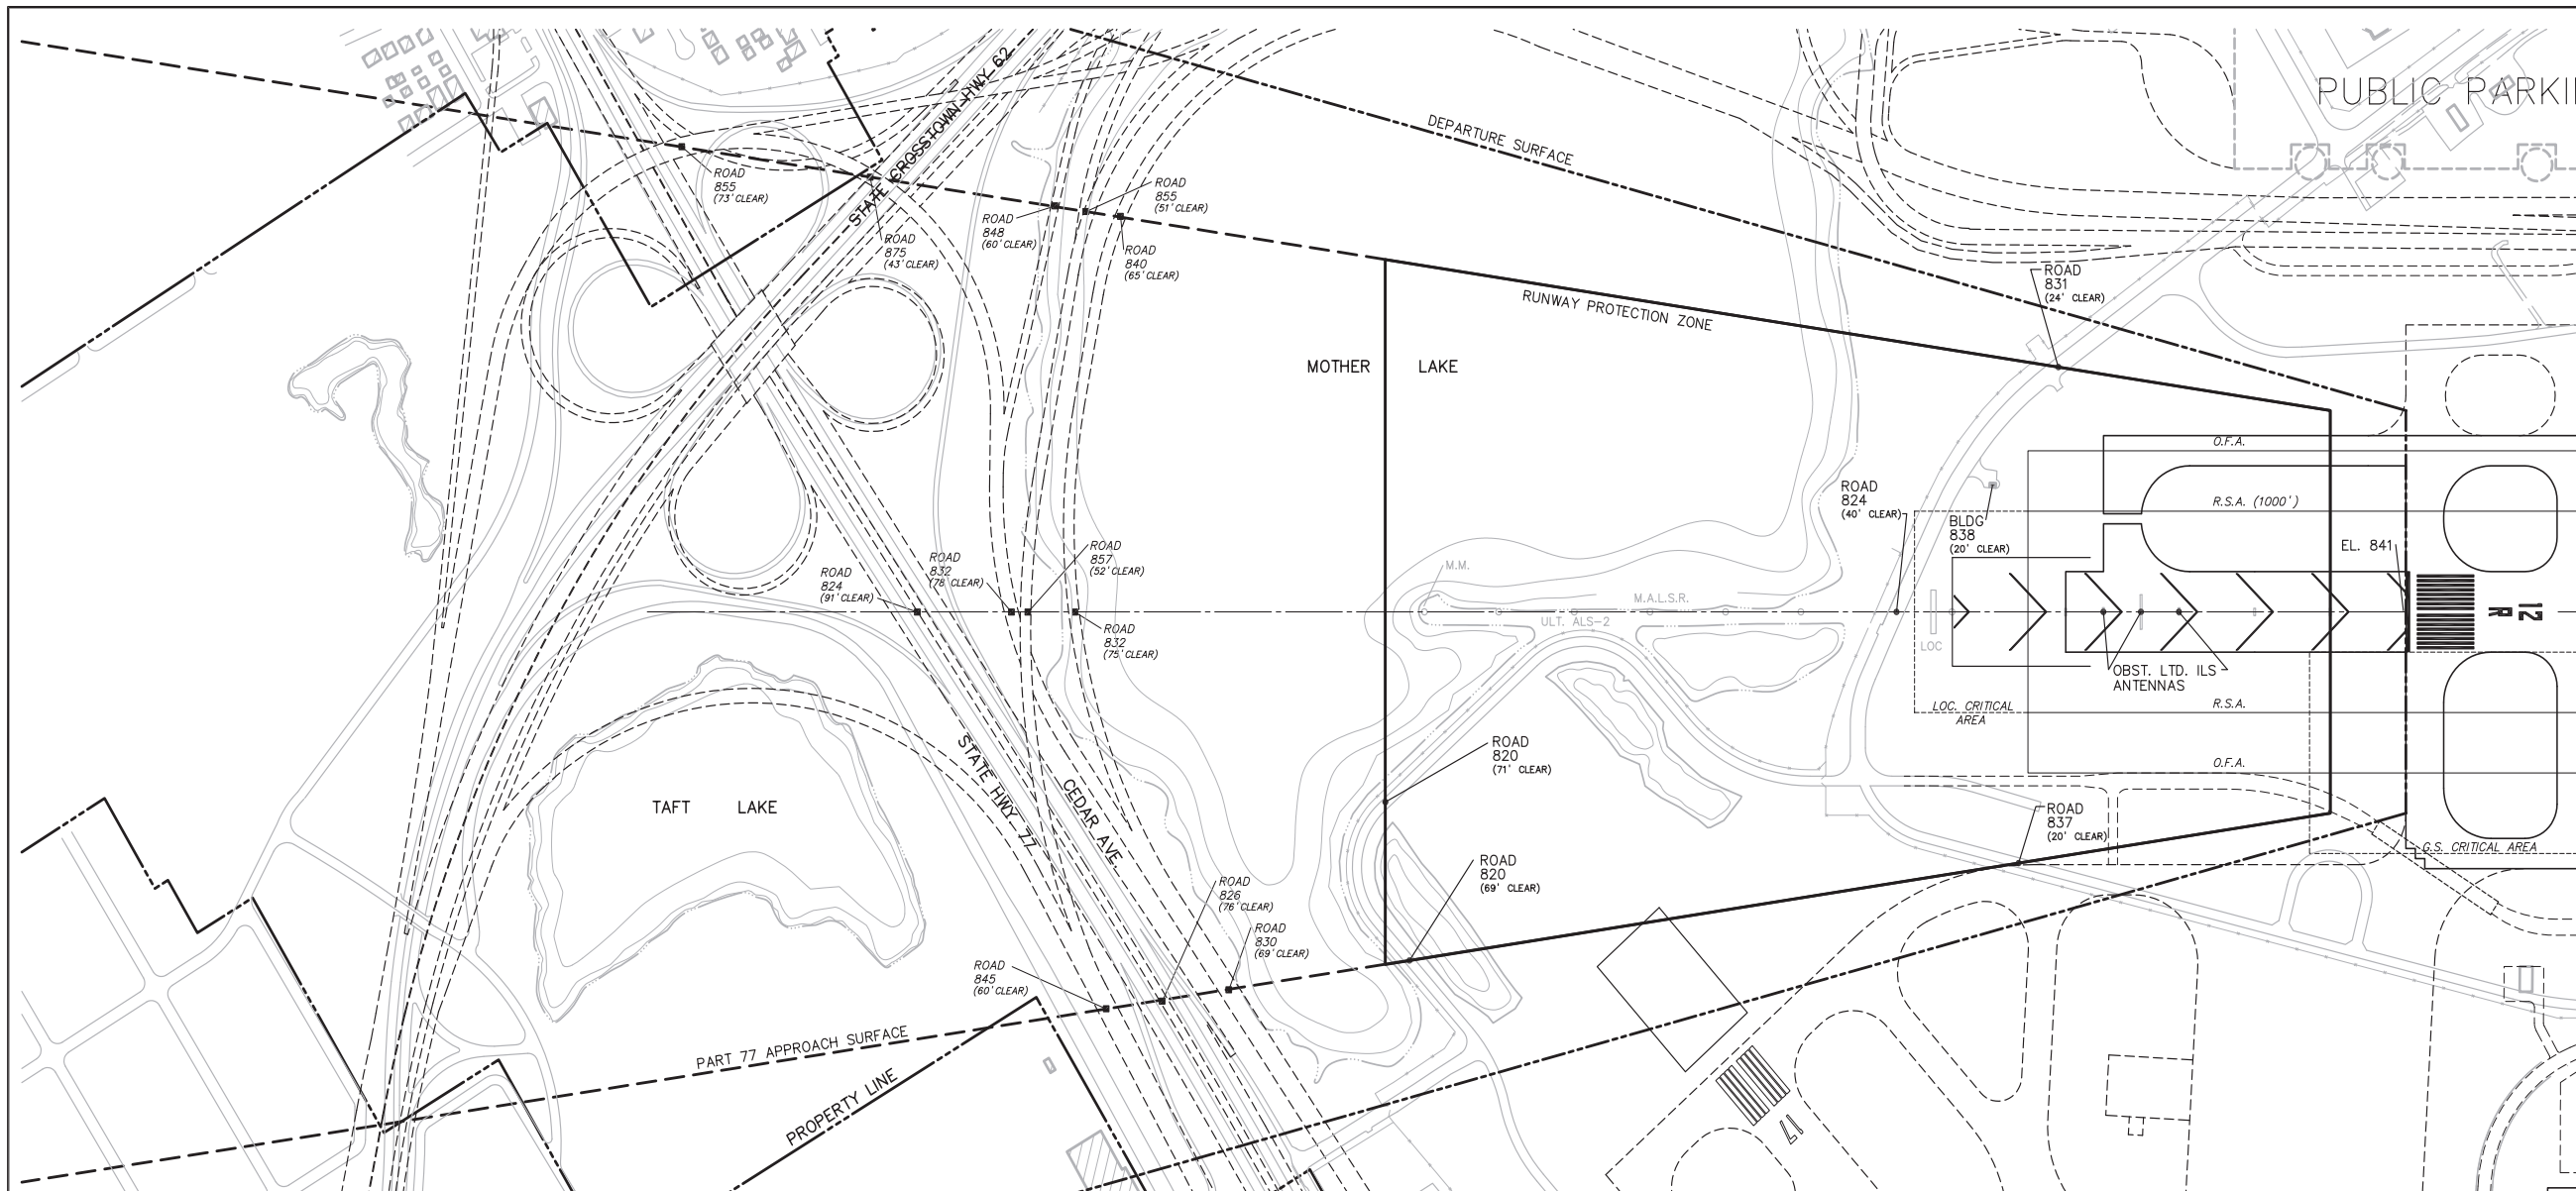 STATE CROSSTOWN HWY 62
PUBLIC
DEPARTURE SURFACE
ROAD
855
(73' CLEAR)
ROAD
855
(51' CLEAR)
ROAD
848
(60' CLEAR)
ROAD
875
(43' CLEAR)
ROAD
840
(65' CLEAR)
ROAD
831
(24' CLEAR)
RUNWAY PROTECTION ZONE
MOTHER LAKE
O.F.A.
ROAD
824
(40' CLEAR)
R.S.A. (1000')
BLDG
838
(20' CLEAR)
EL. 841
ROAD
824
(91' CLEAR)
ROAD
832
(78' CLEAR)
ROAD
857
(52' CLEAR)
M.M.
M.A.L.S.R.
ULT. ALS-2
12
R
ROAD
832
(75' CLEAR)
LOC
OBST. LTD. ILS
ANTENNAS
LOC. CRITICAL
AREA
R.S.A.
ROAD
820
(71' CLEAR)
O.F.A.
STATE HWY 77
CEDAR AVE
TAFT LAKE
ROAD
837
(20' CLEAR)
G.S. CRITICAL AREA
ROAD
820
(69' CLEAR)
ROAD
826
(76' CLEAR)
ROAD
830
(69' CLEAR)
ROAD
845
(60' CLEAR)
PART 77 APPROACH SURFACE
PROPERTY LINE
17